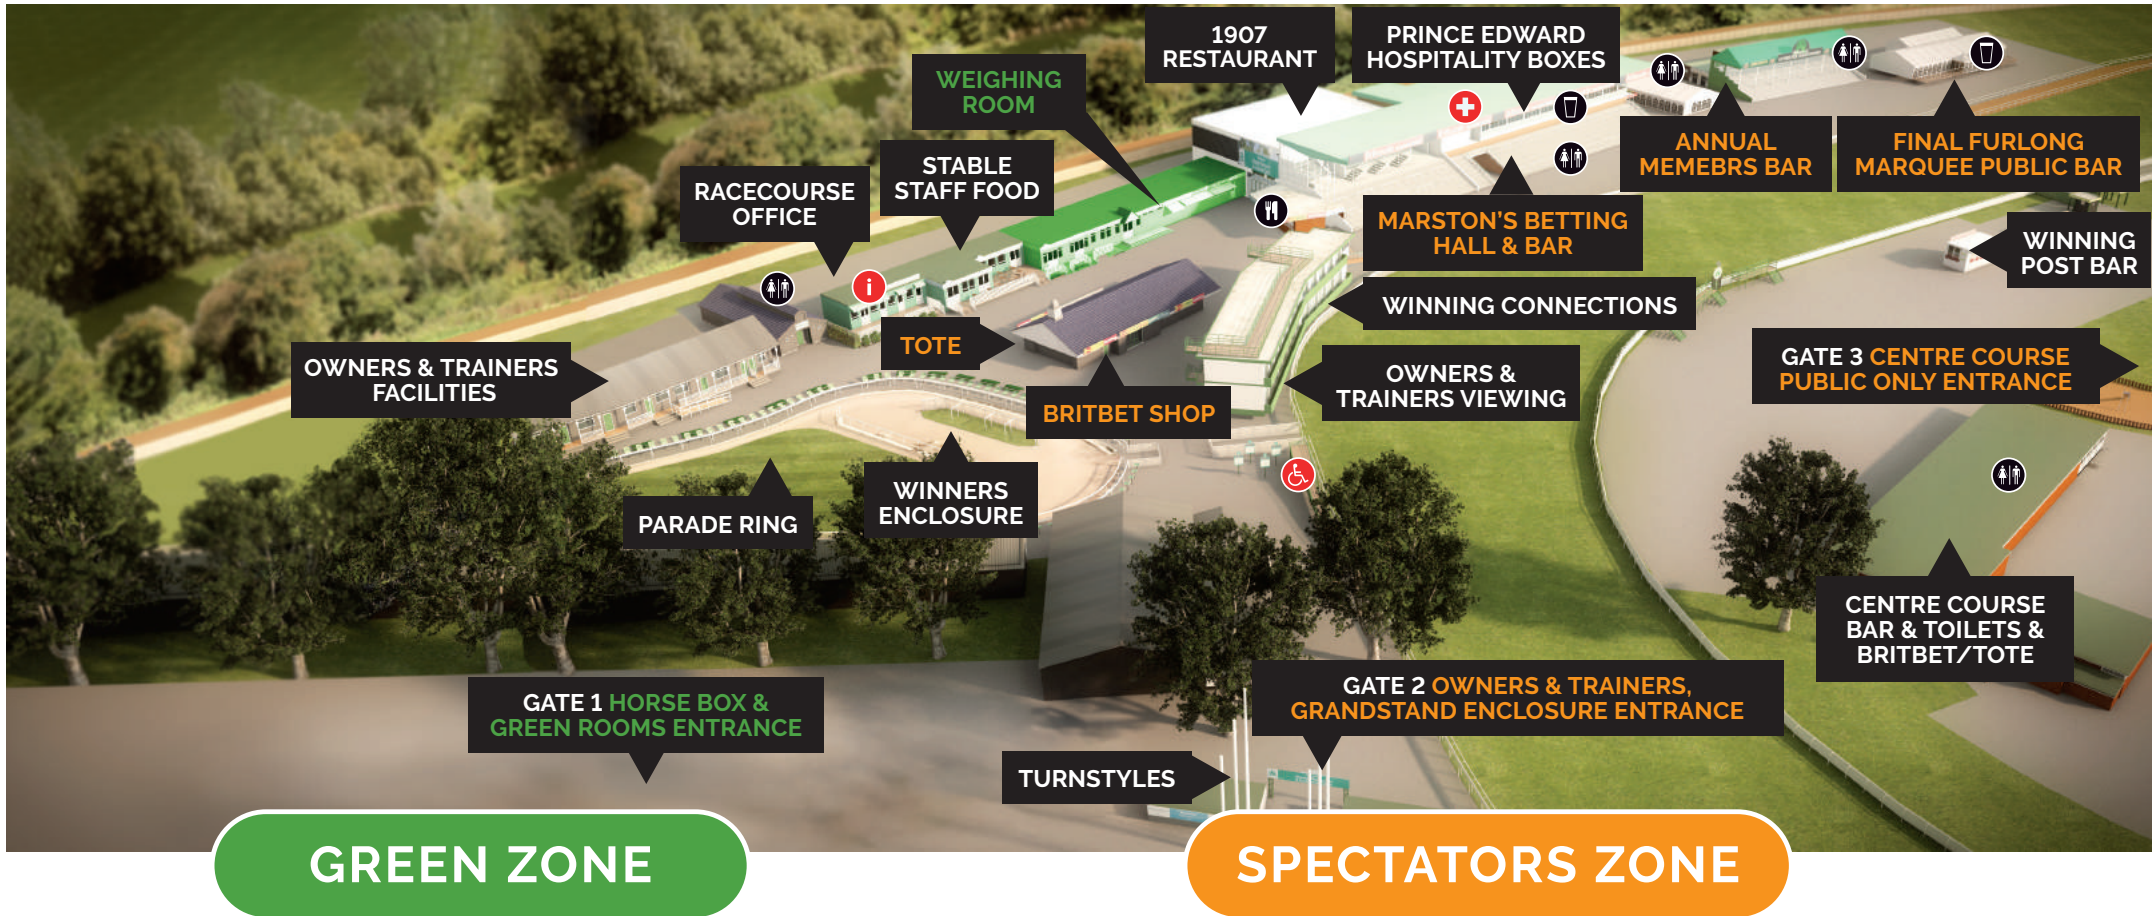 1907
RESTAURANT
PRINCE EDWARD
HOSPITALITY BOXES
WEIGHING
ROOM
ANNUAL
MEMEBRS BAR
FINAL FURLONG
MARQUEE PUBLIC BAR
STABLE
STAFF FOOD
RACECOURSE
OFFICE
MARSTON'S BETTING
HALL & BAR
WINNING
POST BAR
i
WINNING CONNECTIONS
TOTE
OWNERS & TRAINERS
FACILITIES
GATE 3 CENTRE COURSE
PUBLIC ONLY ENTRANCE
OWNERS &
TRAINERS VIEWING
BRITBET SHOP
WINNERS
ENCLOSURE
PARADE RING
CENTRE COURSE
BAR & TOILETS &
BRITBET/TOTE
GATE 1 HORSE BOX &
GREEN ROOMS ENTRANCE
GATE 2 OWNERS & TRAINERS,
GRANDSTAND ENCLOSURE ENTRANCE
TURNSTYLES
GREEN ZONE
SPECTATORS ZONE